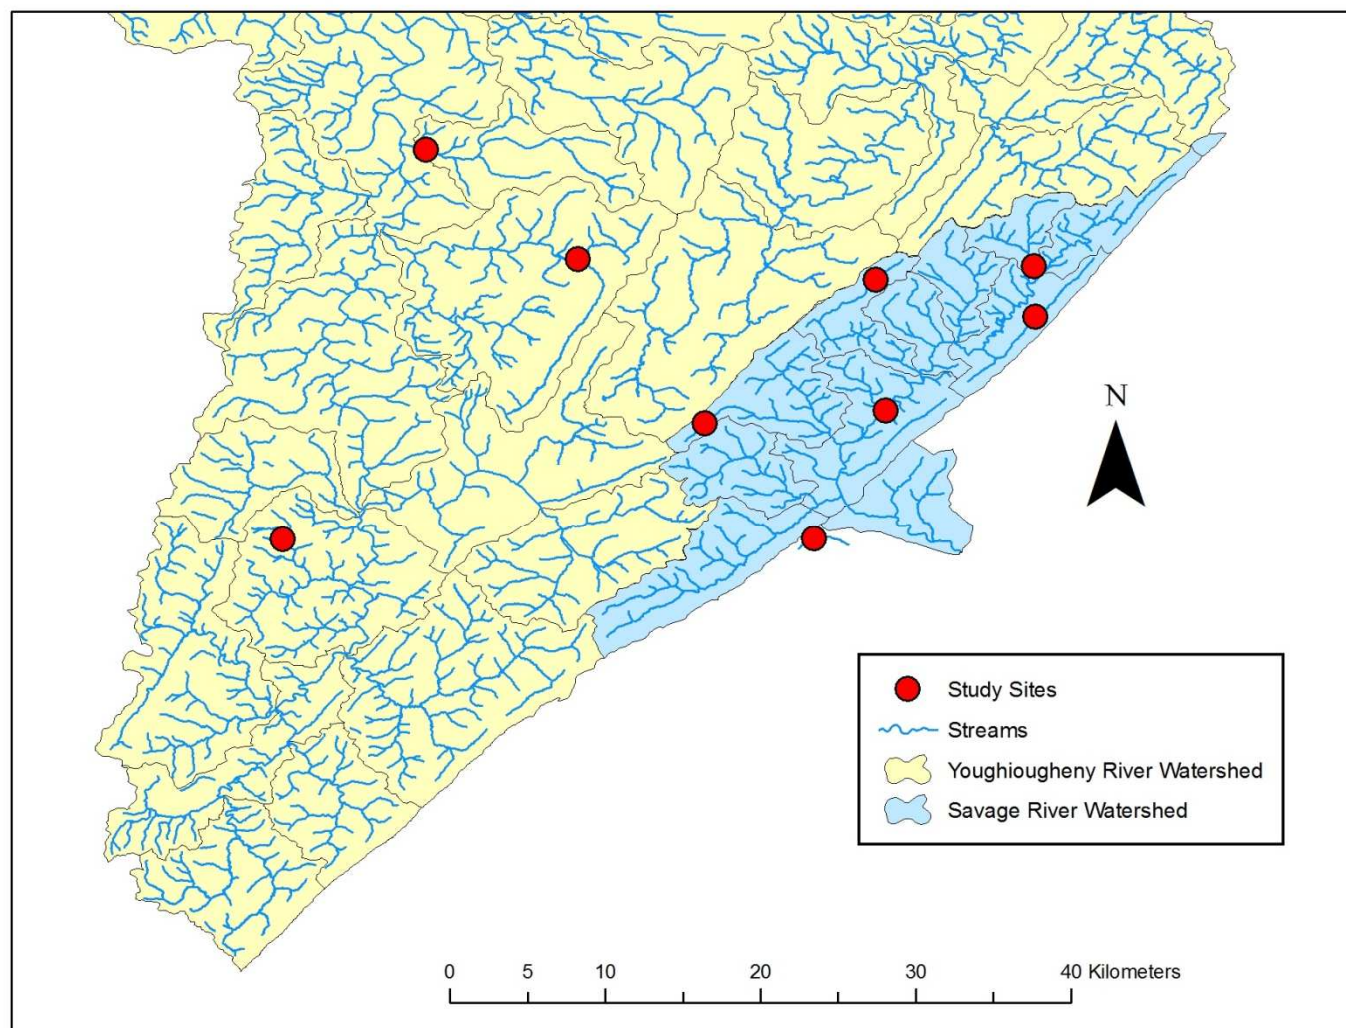 N
Study Sites
Streams
Youghiougheny River Watershed
Savage River Watershed
0 5 10 20 30 40 Kilometers